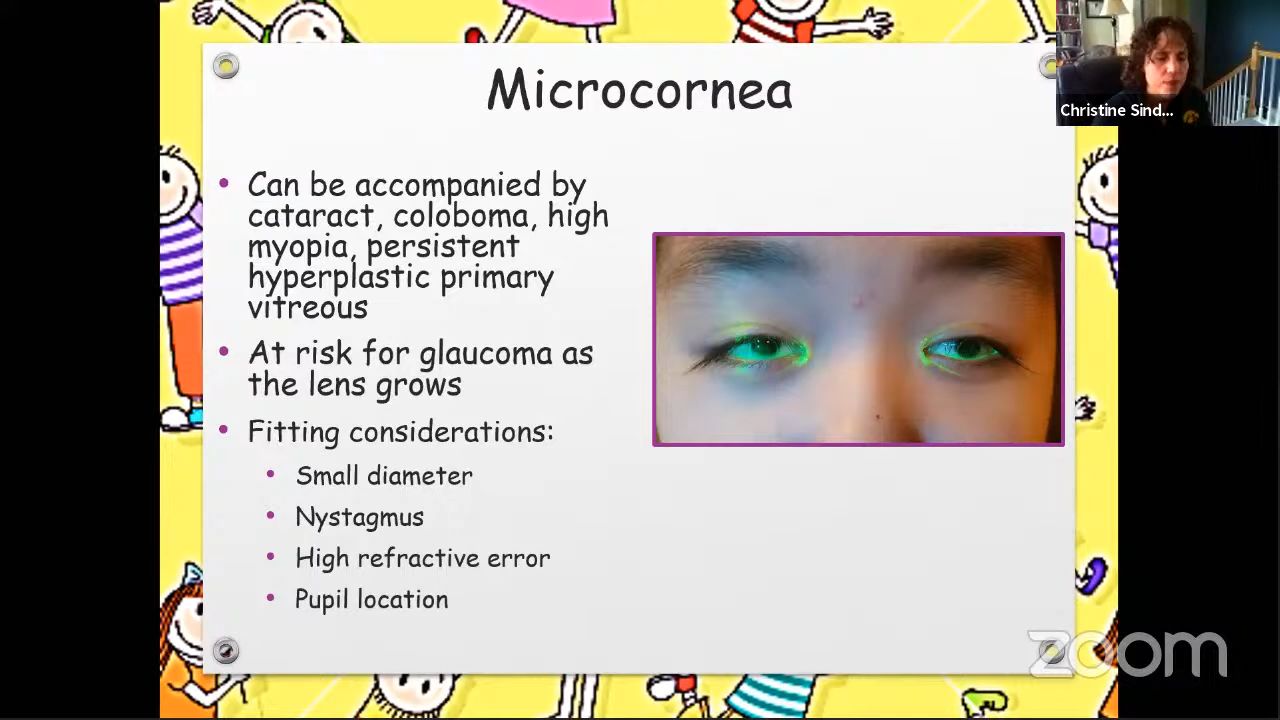 Microcornea
Christine Sind...
• Can be accompanied by
cataract, coloboma, high
myopia, persistent
hyperplastic primary
vitreous
• At risk for glaucoma as
the lens grows
• Fitting considerations:
• Small diameter
• Nystagmus
• High refractive error
• Pupil location
zoom